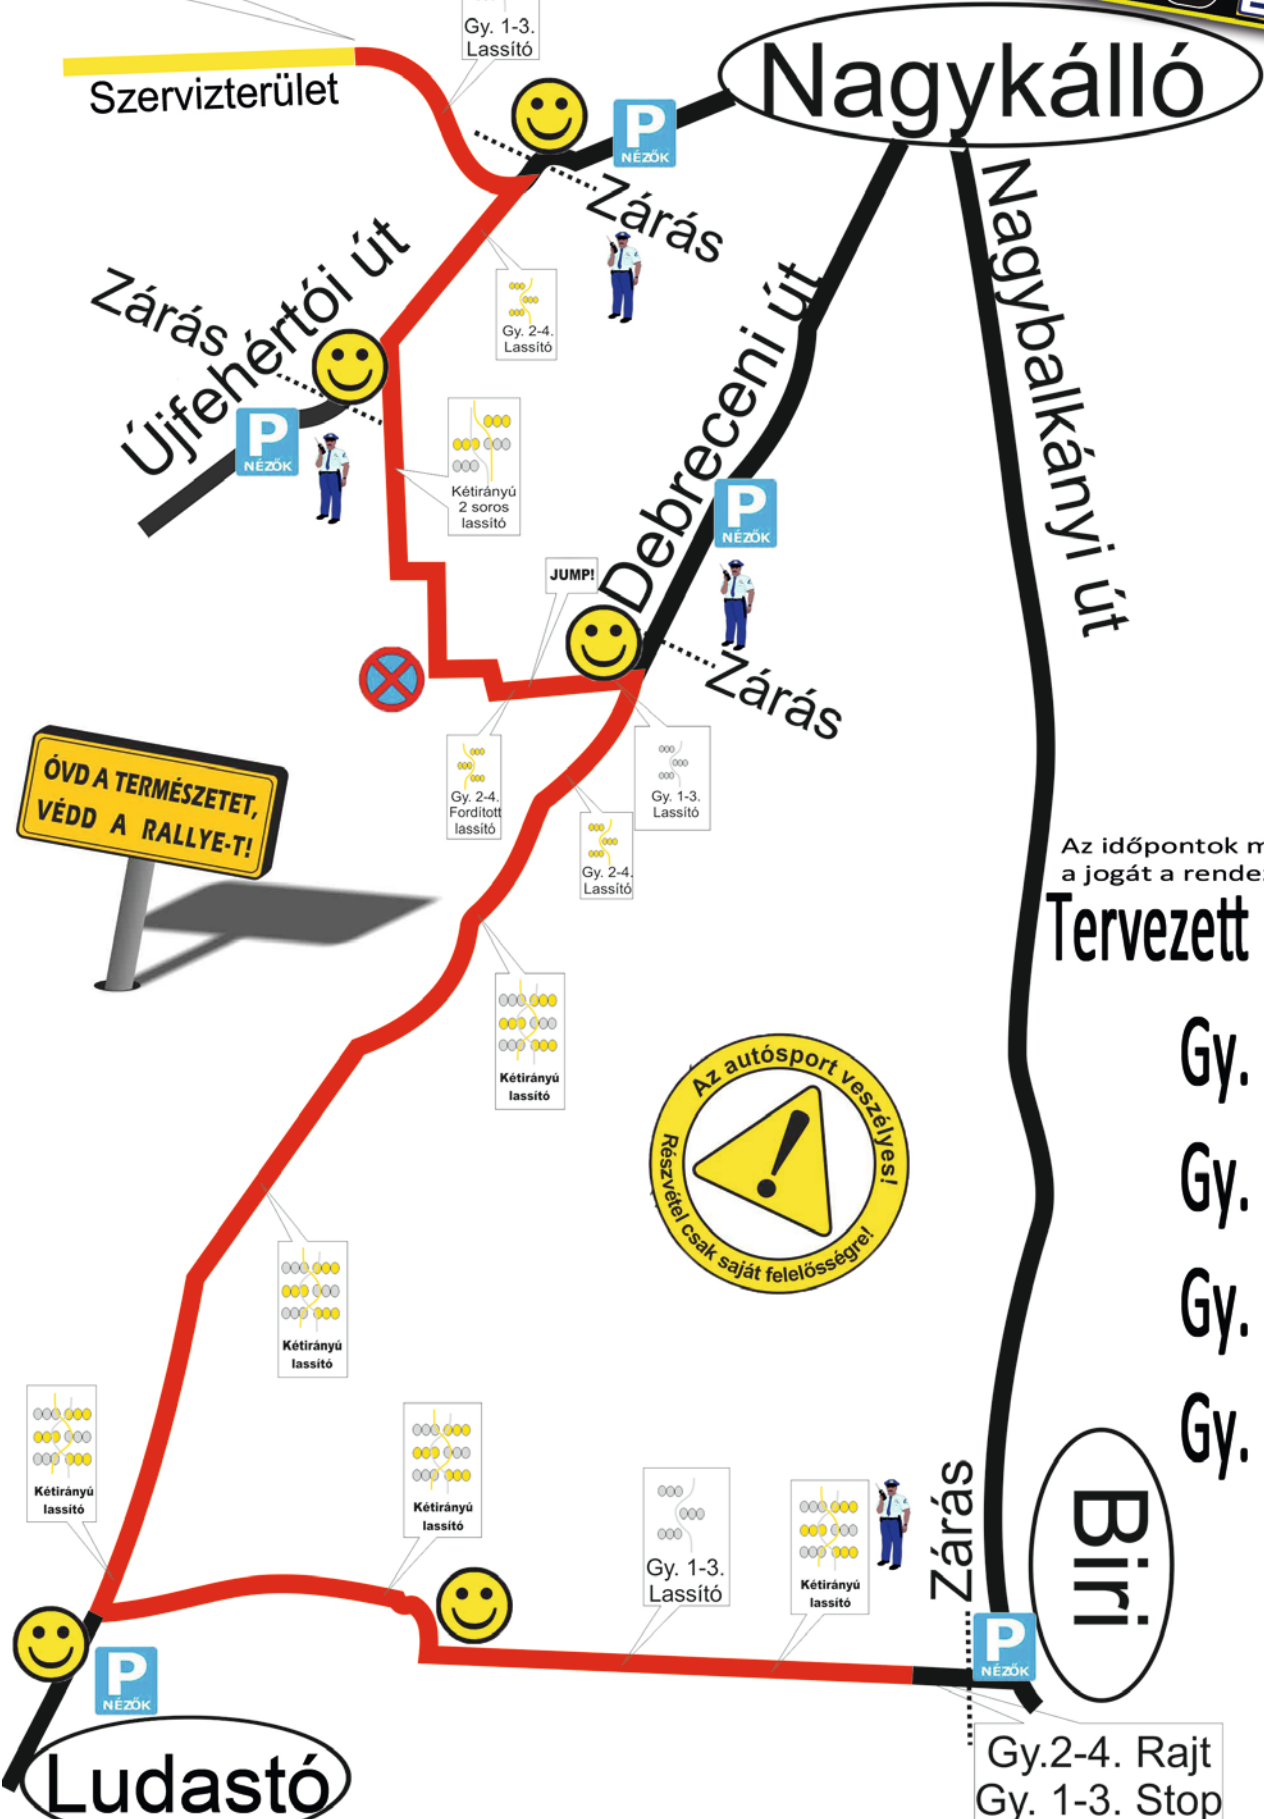 Gy. 1-3.
Lassító
Nagykálló
Szervizterület
P
NÉZŐK
Zárás
Nagybalkányi út
Újfehértói út
Zárás
Gy. 2-4.
Lassító
Debreceni út
P
NÉZŐK
Kétirányú
2 soros
lassító
P
NÉZŐK
JUMP!
Zárás
ÓVD A TERMÉSZETET,
VÉDD A RALLYE-T!
Gy. 2-4.
Fordított
lassító
Gy. 1-3.
Lassító
Gy. 2-4.
Lassító
Az időpontok
a jogát a
Tervezett
Kétirányú
lassító
Gy.
Az autósport veszélyes!
Részvétel csak saját felelősségre!
Gy.
Gy.
Kétirányú
lassító
Gy.
Kétirányú
lassító
Kétirányú
lassító
Gy. 1-3.
Lassító
Kétirányú
lassító
Zárás
Biri
P
NÉZŐK
P
NÉZŐK
Ludastó
Gy.2-4. Rajt
Gy. 1-3. Stop